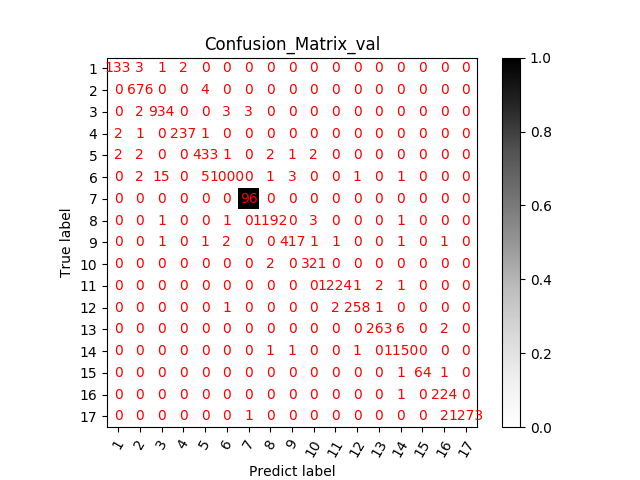 Confusion_Matrix_val
1 133 3 1 2 0 0 0 0 0 0 0 0 0 0 0 0 0
2 0 676 0 0 4 0 0 0 0 0 0 0 0 0 0 0 0
3 0 2 934 0 0 3 3 0 0 0 0 0 0 0 0 0 0
4 2 1 0 237 1 0 0 0 0 0 0 0 0 0 0 0 0
5 2 2 0 0 433 1 0 2 1 2 0 0 0 0 0 0 0
6 0 2 15 0 5 1000 0 1 3 0 0 1 0 1 0 0 0
7 0 0 0 0 0 0 96 0 0 0 0 0 0 0 0 0 0
8 0 0 1 0 0 1 0 1192 0 3 0 0 0 1 0 0 0
9 0 0 1 0 1 2 0 0 417 1 1 0 0 1 0 1 0
10 0 0 0 0 0 0 0 2 0 321 0 0 0 0 0 0 0
11 0 0 0 0 0 0 0 0 0 0 1224 1 2 1 0 0 0
12 0 0 0 0 0 1 0 0 0 0 2 258 1 0 0 0 0
13 0 0 0 0 0 0 0 0 0 0 0 0 263 6 0 2 0
14 0 0 0 0 0 0 0 1 1 0 0 1 0 1150 0 0 0
15 0 0 0 0 0 0 0 0 0 0 0 0 0 1 64 1 0
16 0 0 0 0 0 0 0 0 0 0 0 0 0 1 0 224 0
17 0 0 0 0 0 0 1 0 0 0 0 0 0 0 0 2 1273
1 2 3 4 5 6 7 8 9 10 11 12 13 14 15 16 17
Predict label
True label
1.0
0.8
0.6
0.4
0.2
0.0